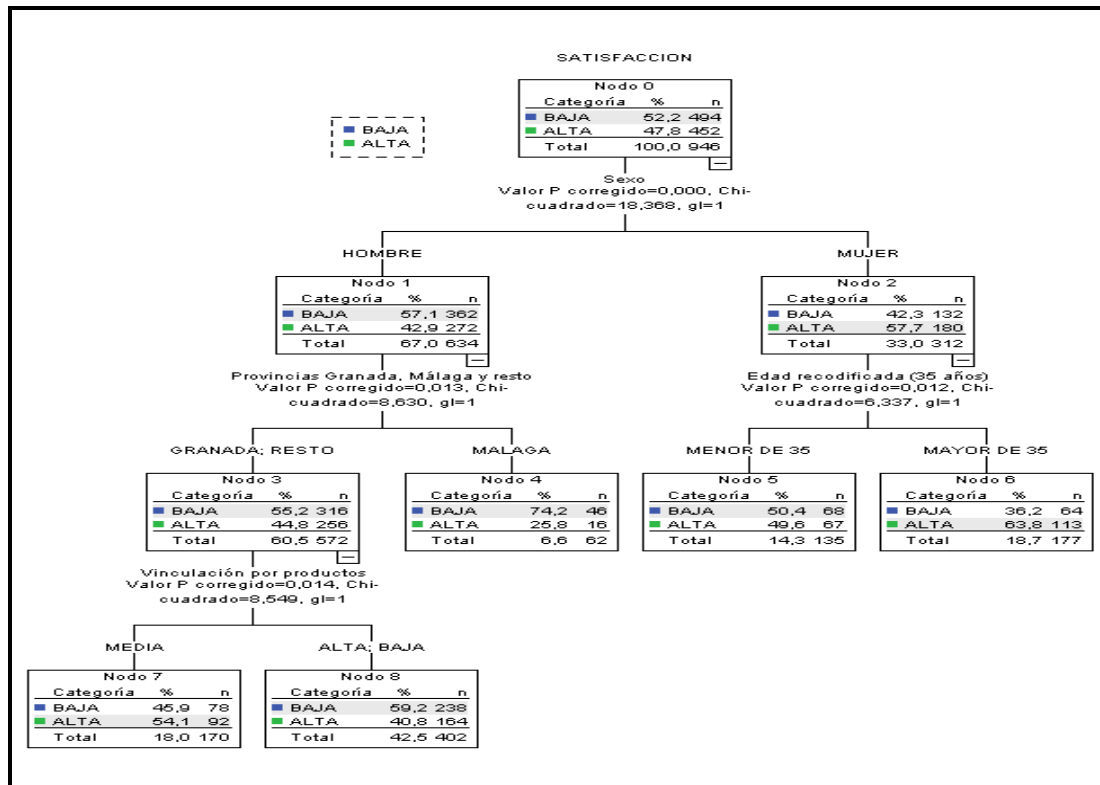 SATISFACCION
Nodo 0
Categoría % n
BAJA 52,2 494
ALTA 47,8 452
Total 100,0 946
BAJA
ALTA
Sexo
Valor P corregido=0,000, Chi-
cuadrado=18,368, gl=1
HOMBRE
Nodo 1
Categoría % n
BAJA 57,1 362
ALTA 42,9 272
Total 67,0 634
MUJER
Nodo 2
Categoría % n
BAJA 42,3 132
ALTA 57,7 180
Total 33,0 312
Provincias Granada, Málaga y resto
Valor P corregido=0,013, Chi-
cuadrado=8,630, gl=1
Edad recodificada (35 años)
Valor P corregido=0,012, Chi-
cuadrado=6,337, gl=1
GRANADA; RESTO
Nodo 3
Categoría % n
BAJA 55,2 316
ALTA 44,8 256
Total 60,5 572
MALAGA
Nodo 4
Categoría % n
BAJA 74,2 46
ALTA 25,8 16
Total 6,6 62
MENOR DE 35
Nodo 5
Categoría % n
BAJA 50,4 68
ALTA 49,6 67
Total 14,3 135
MAYOR DE 35
Nodo 6
Categoría % n
BAJA 36,2 64
ALTA 63,8 113
Total 18,7 177
Vinculación por productos
Valor P corregido=0,014, Chi-
cuadrado=8,549, gl=1
MEDIA
Nodo 7
Categoría % n
BAJA 45,9 78
ALTA 54,1 92
Total 18,0 170
ALTA; BAJA
Nodo 8
Categoría % n
BAJA 59,2 238
ALTA 40,8 164
Total 42,5 402